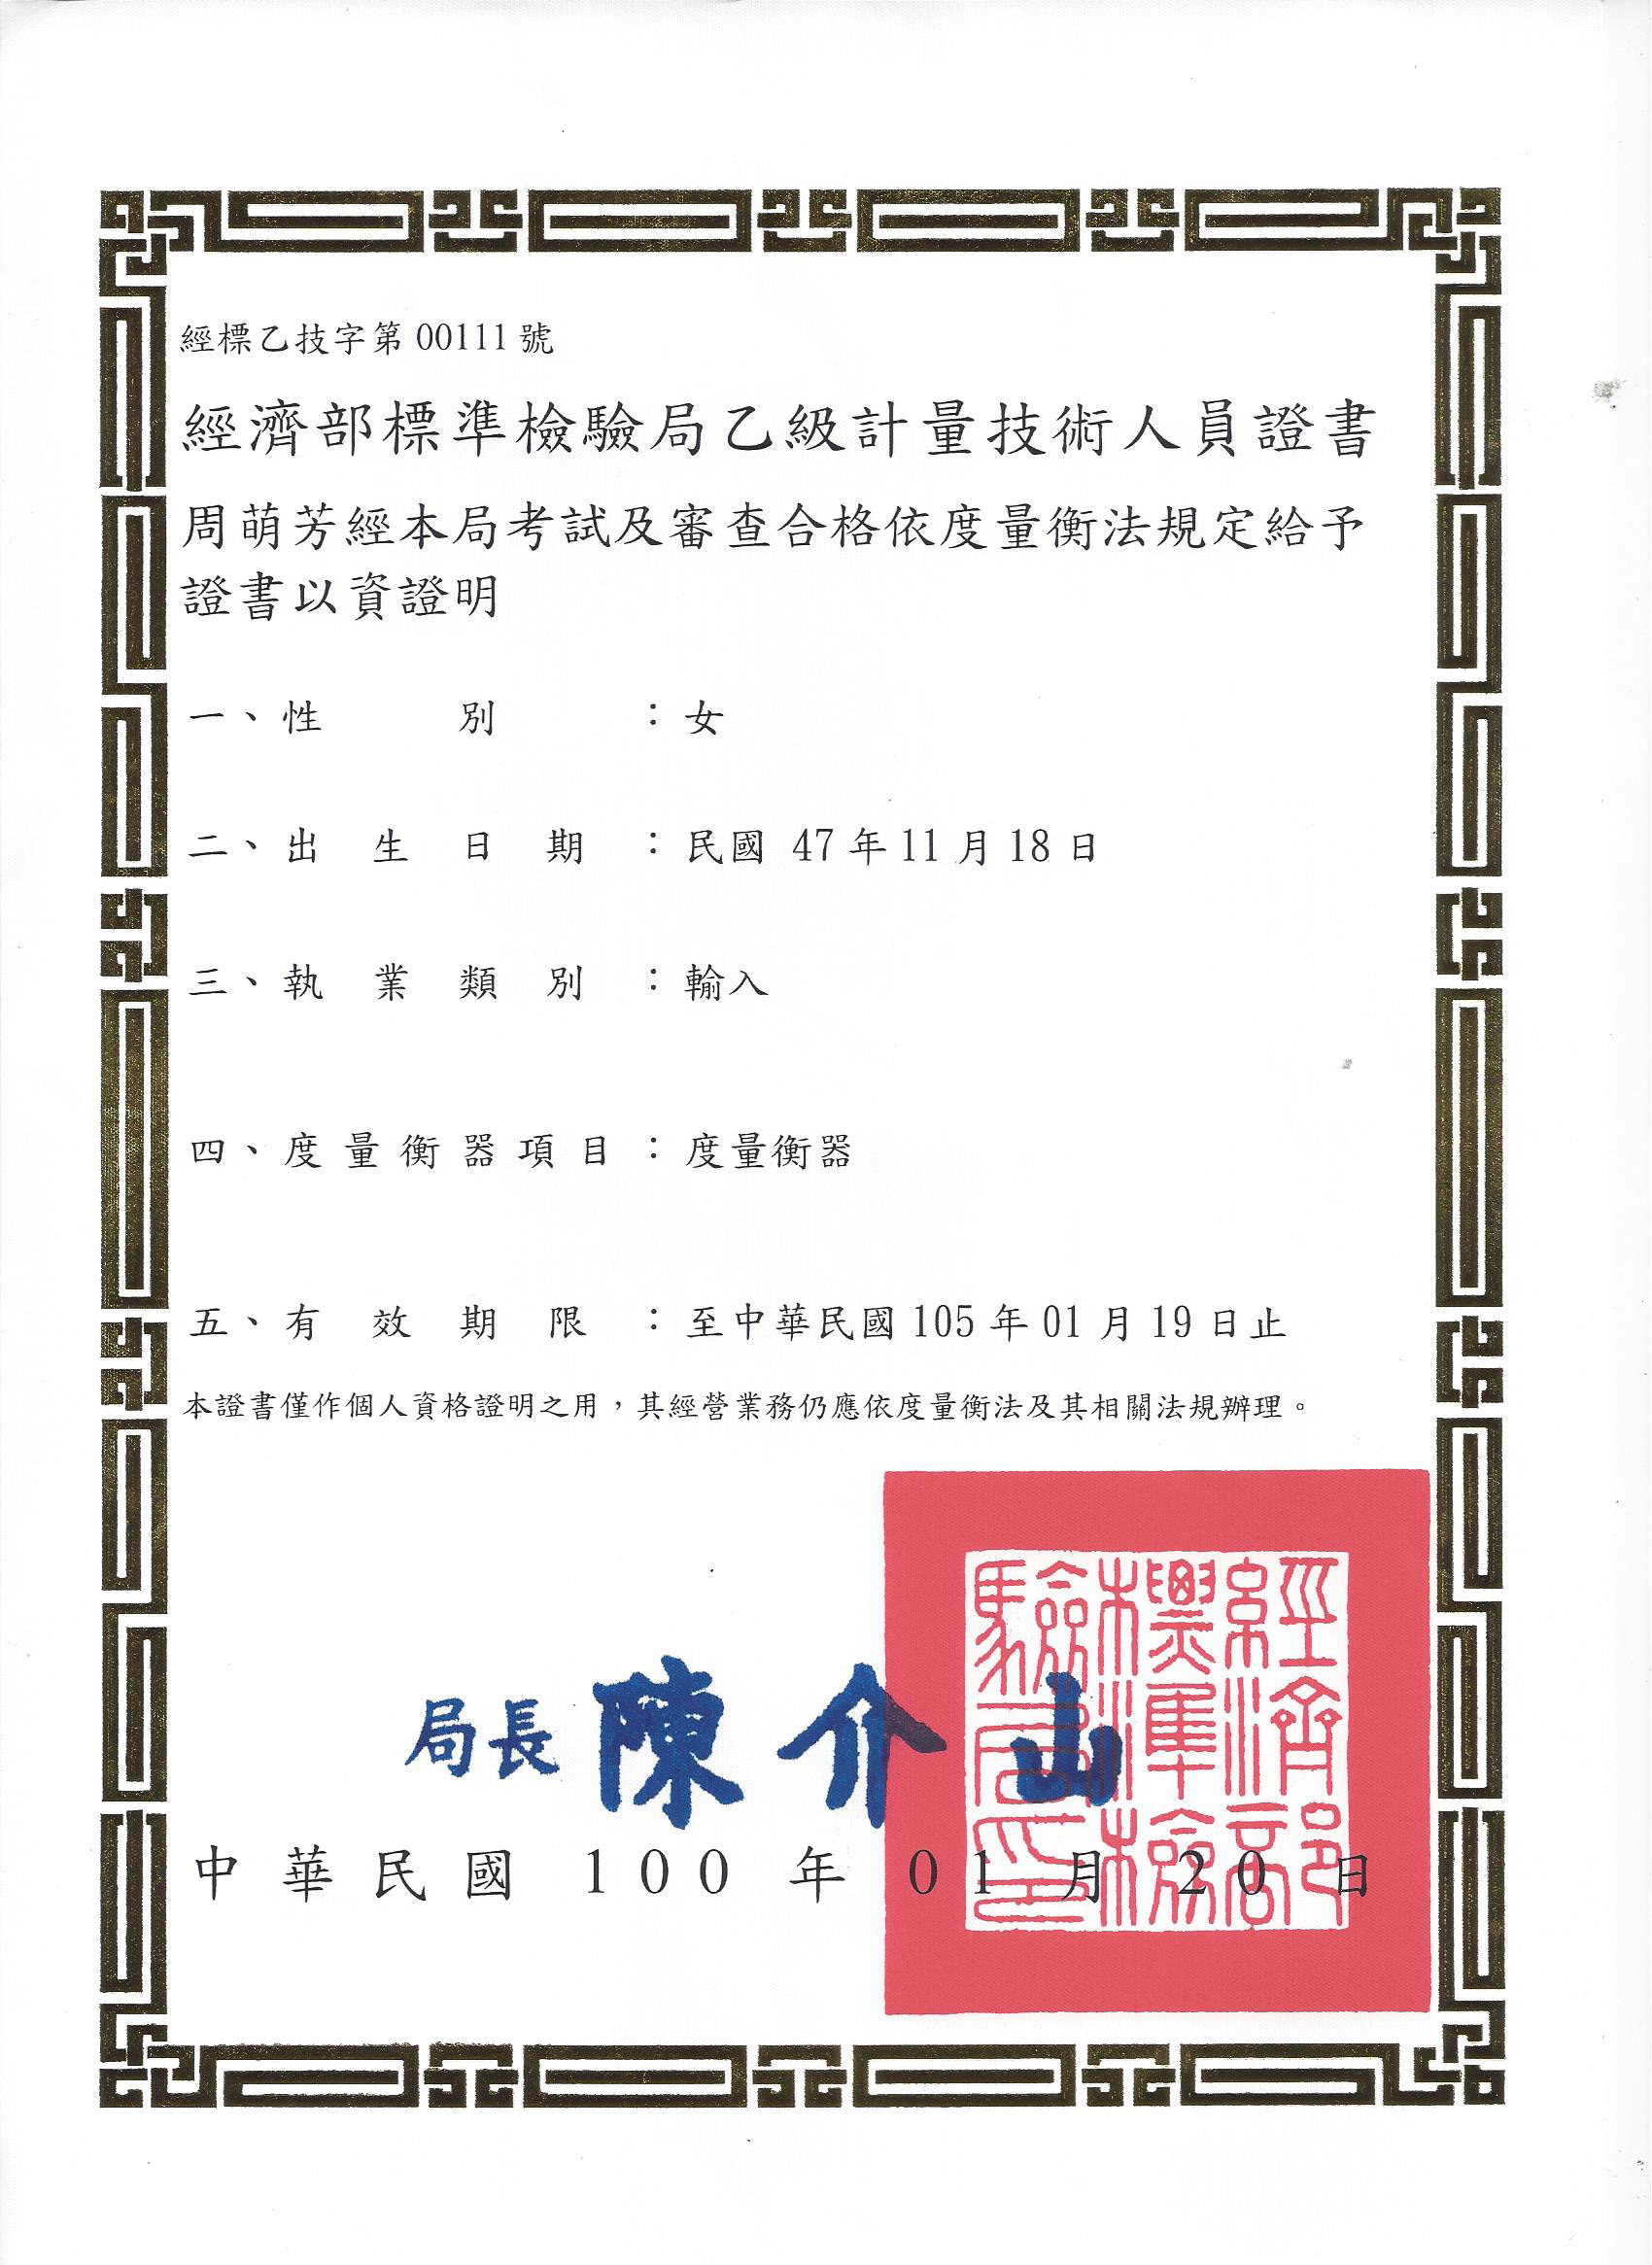 經標乙技字第 00111 號
經濟部標準檢驗局乙級計量技術人員證書
周萌芳經本局考試及審查合格依度量衡法規定給予
證書以資證明
一、性別：女
二、出生日期：民國 47 年 11 月 18 日
三、執業類別：輸入
四、度量衡器項目：度量衡器
五、有效期限：至中華民國 105 年 01 月 19 日止
本證書僅作個人資格證明之用，其經營業務仍應依度量衡法及其相關法規辦理。
經濟部
標準檢
驗局印
局長 陳介山
中華民國 100 年 01 月 20 日